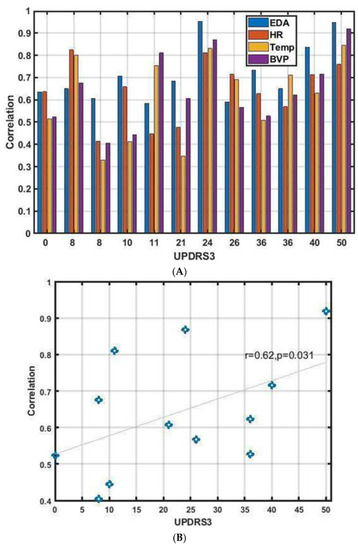 1
0.9
0.8
0.7
0.6
0.5
0.4
0.3
0.2
0.1
0
Correlation
EDA
HR
Temp
BVP
0 8 8 10 11 21 24 26 36 36 40 50
UPDRS3
(A)
1
0.9
0.8
0.7
0.6
0.5
0.4
Correlation
r=0.62,p=0.031
0 5 10 15 20 25 30 35 40 45 50
UPDRS3
(B)